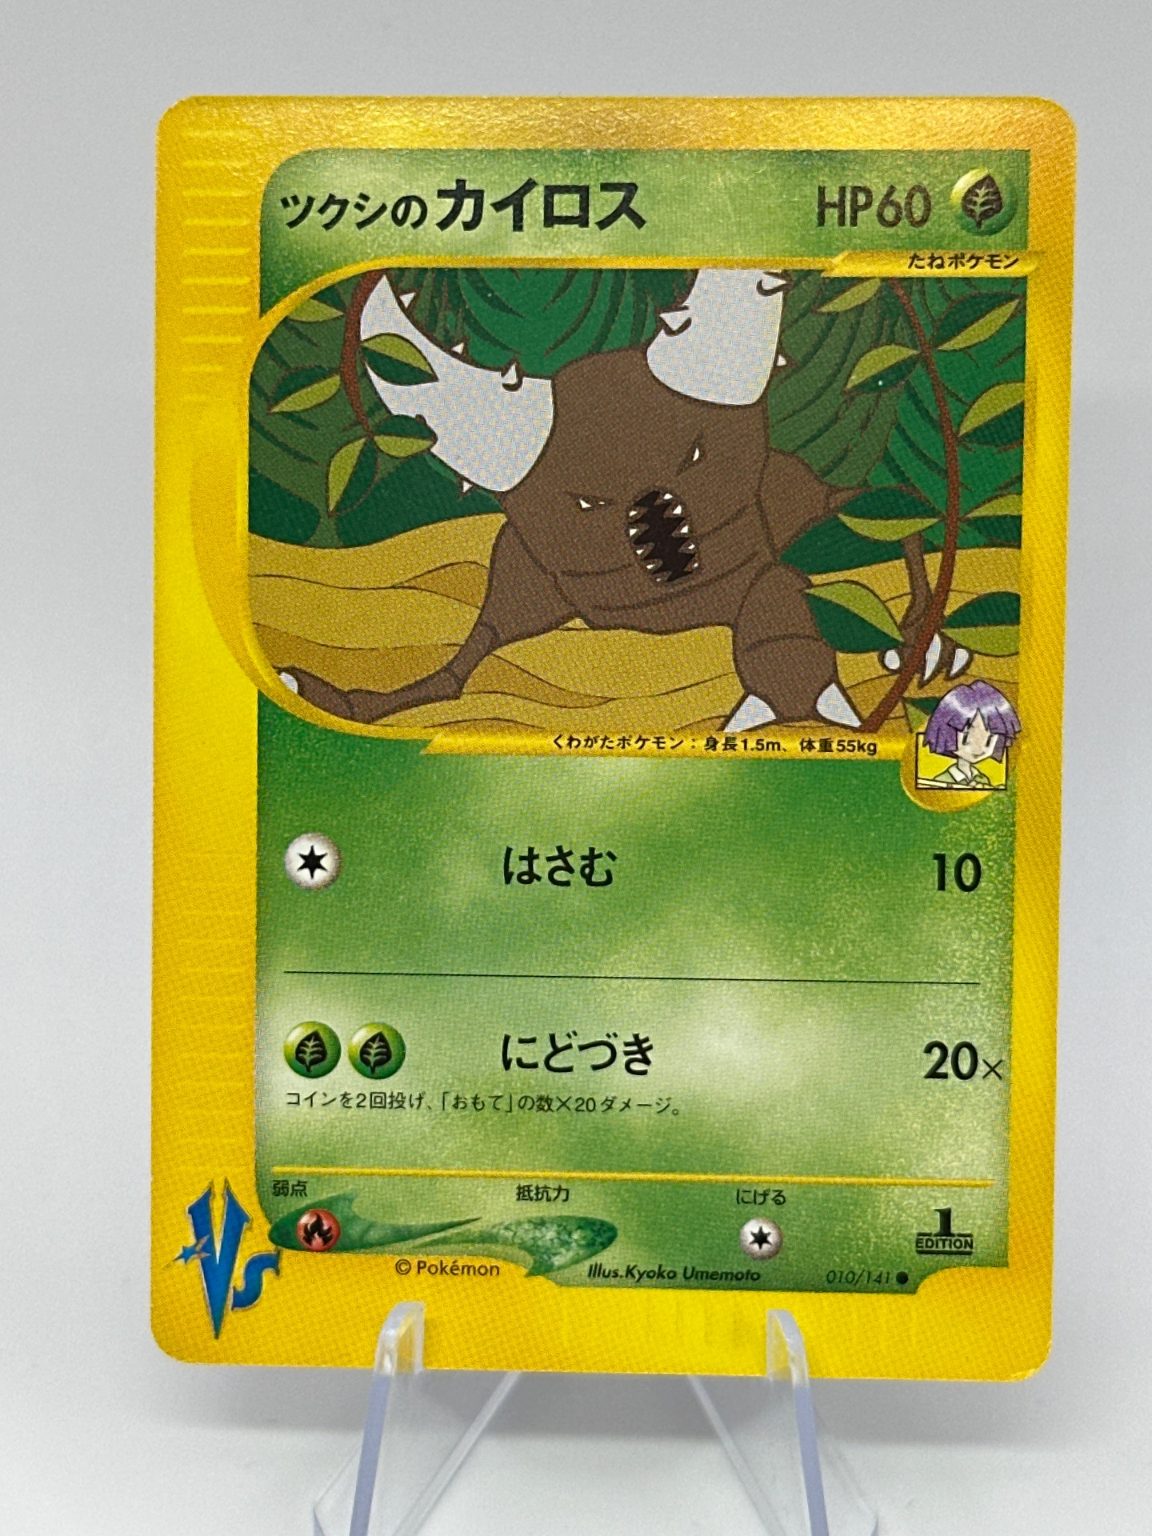 ツクシのカイロス HP60
たねポケモン
くわがたポケモン：身長1.5m、体重55kg
はさむ 10
にどづき 20×
コインを2回投げ、「おもて」の数×20ダメージ。
弱点 抵抗力 にげる
1
EDITION
VS
© Pokémon Illus.Kyoko Umemoto 010/141